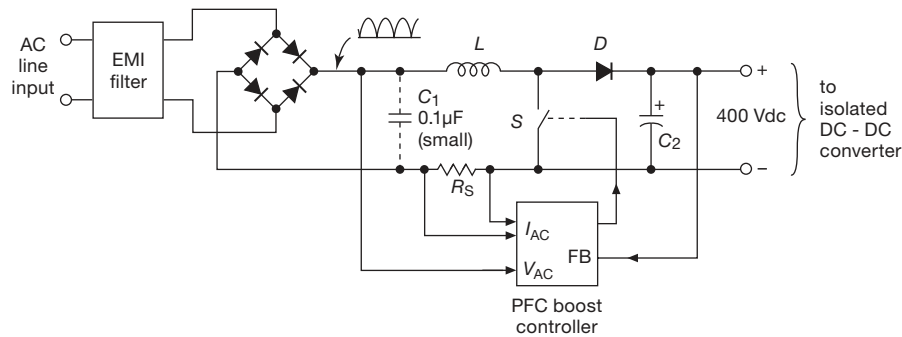 AC
line
input
EMI
filter
C1
0.1µF
(small)
L
D
S
RS
C2
+
+
400 Vdc
–
to
isolated
DC - DC
converter
IAC
VAC
FB
PFC boost
controller